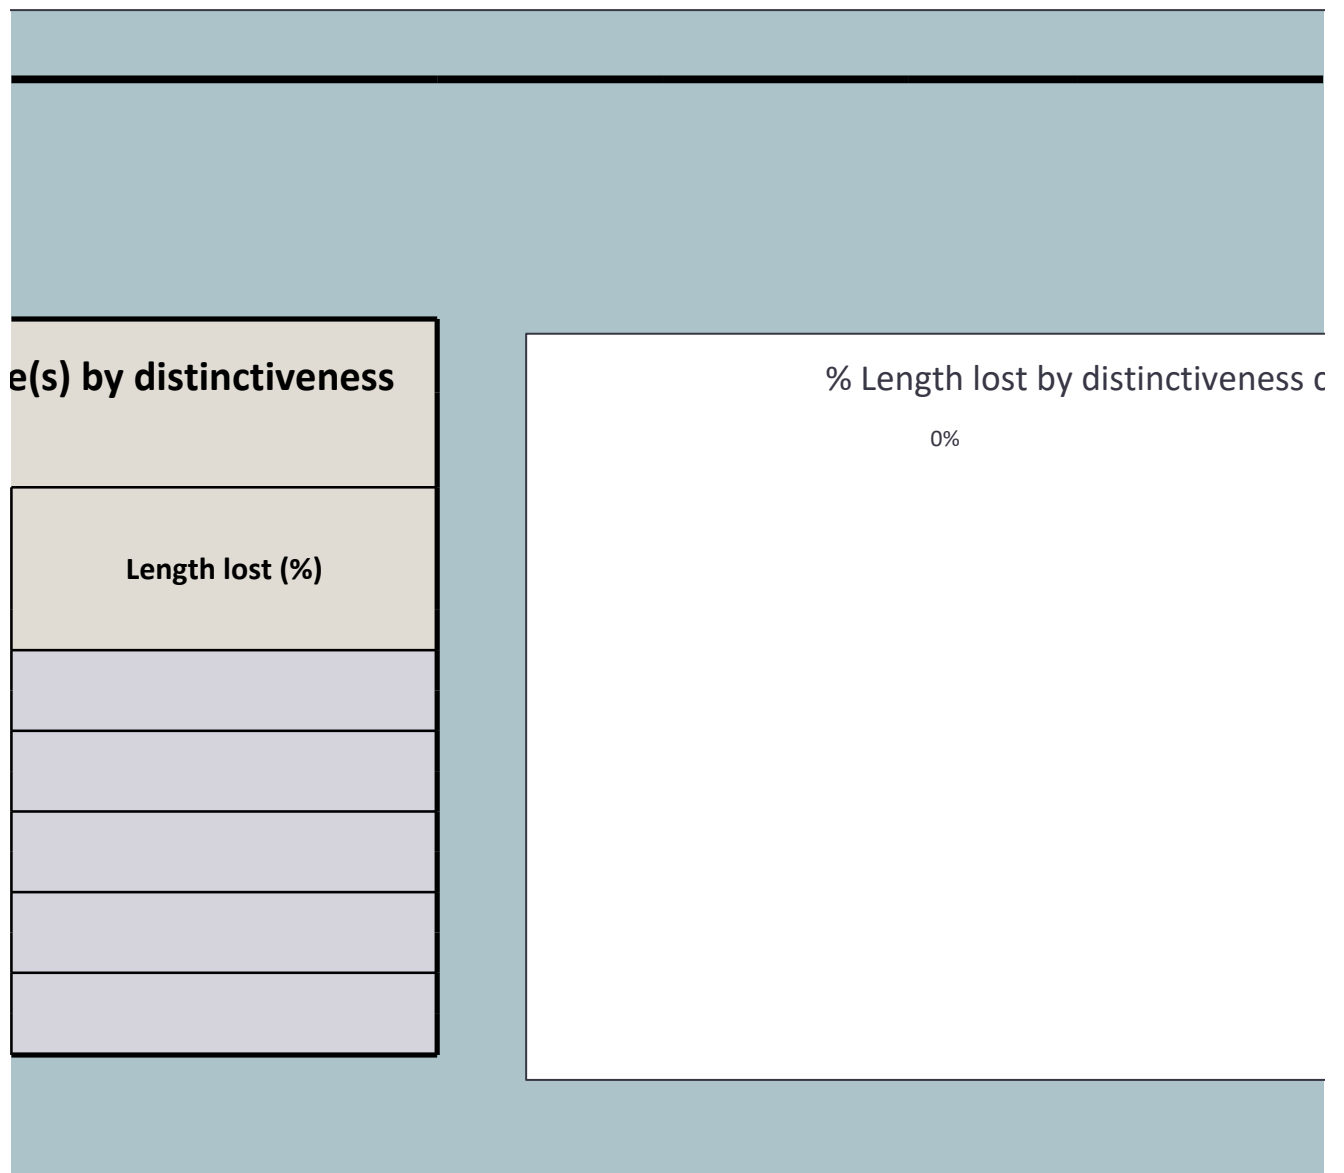 e(s) by distinctiveness
Length lost (%)
% Length lost by distinctiveness
0%